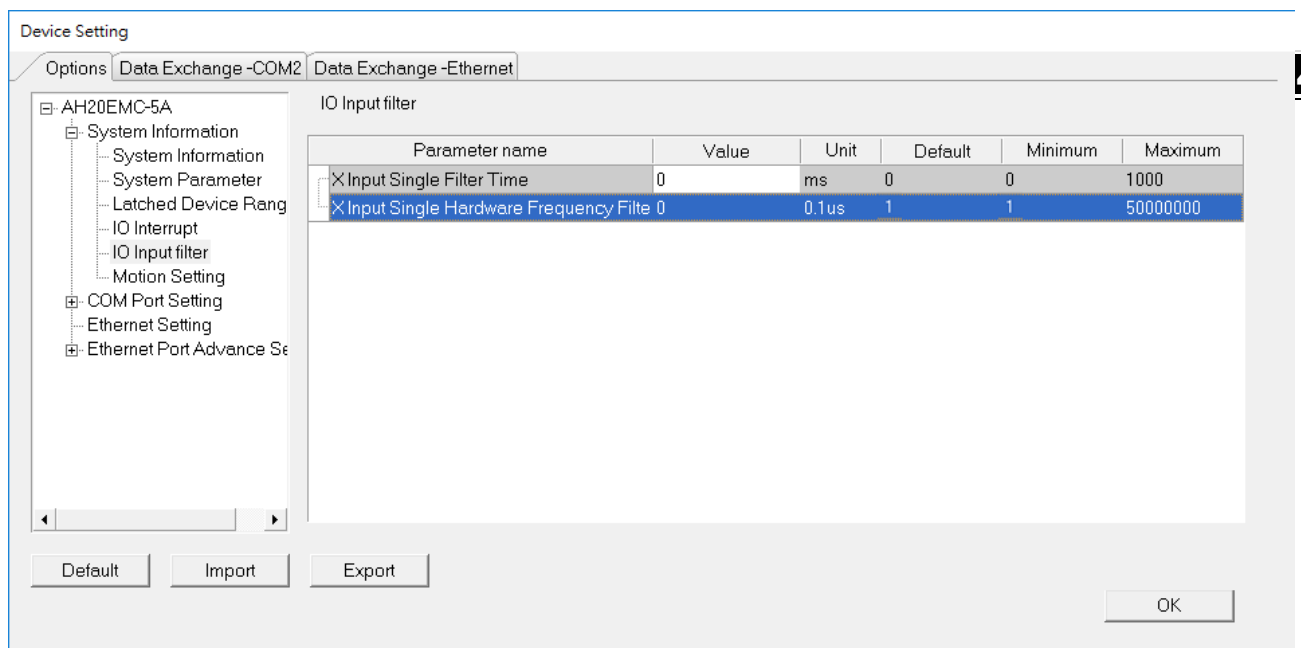 Device Setting
Options Data Exchange -COM2 Data Exchange -Ethernet
AH20EMC-5A
System Information
System Information
System Parameter
Latched Device Rang
IO Interrupt
IO Input filter
Motion Setting
COM Port Setting
Ethernet Setting
Ethernet Port Advance Se
IO Input filter
Parameter name Value Unit Default Minimum Maximum
X Input Single Filter Time 0 ms 0 0 1000
X Input Single Hardware Frequency Filte 0 0.1us 1 1 50000000
Default Import Export
OK